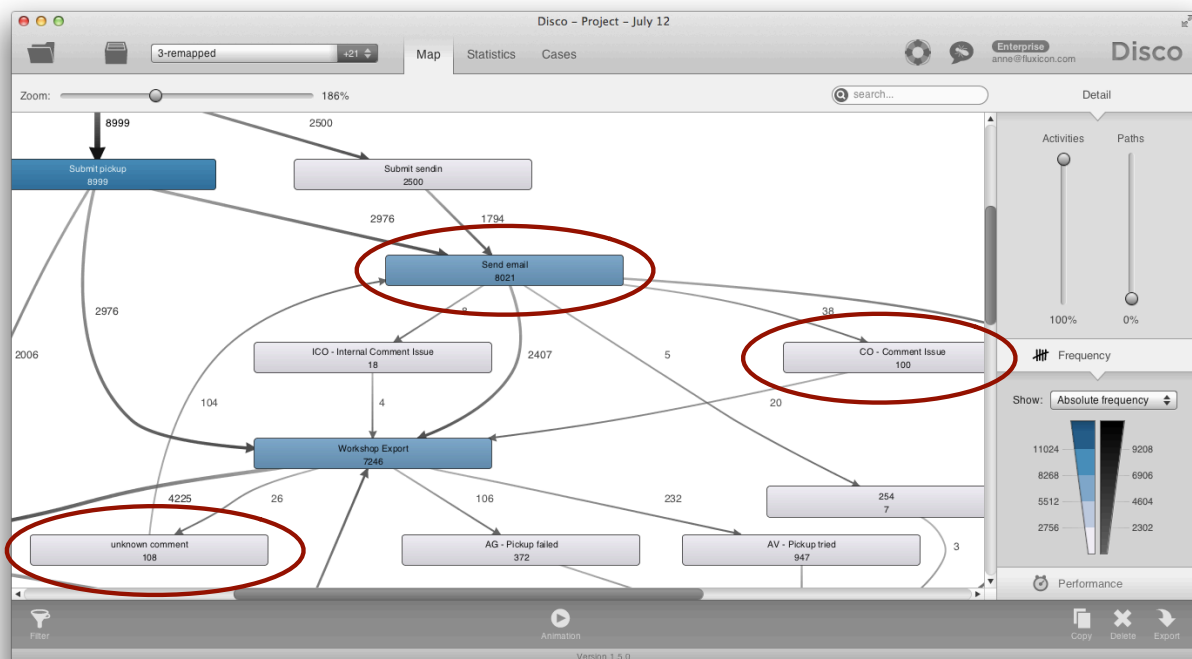 Disco – Project – July 12
3-remapped
+21
Map
Statistics
Cases
Enterprise
anne@fluxicon.com
Disco
Zoom:
186%
search...
Detail
8999
2500
Submit pickup
8999
Submit sendin
2500
Activities
Paths
2976
1794
Send email
8021
2976
8
38
100%
0%
2006
ICO - Internal Comment Issue
18
2407
5
CO - Comment Issue
100
Frequency
104
4
20
Show:
Absolute frequency
Workshop Export
7246
11024
9208
8268
6906
5512
4604
2756
2302
4225
26
106
232
254
7
unknown comment
108
AG - Pickup failed
372
AV - Pickup tried
947
3
Performance
Filter
Animation
Copy
Delete
Export
Version 1.5.0